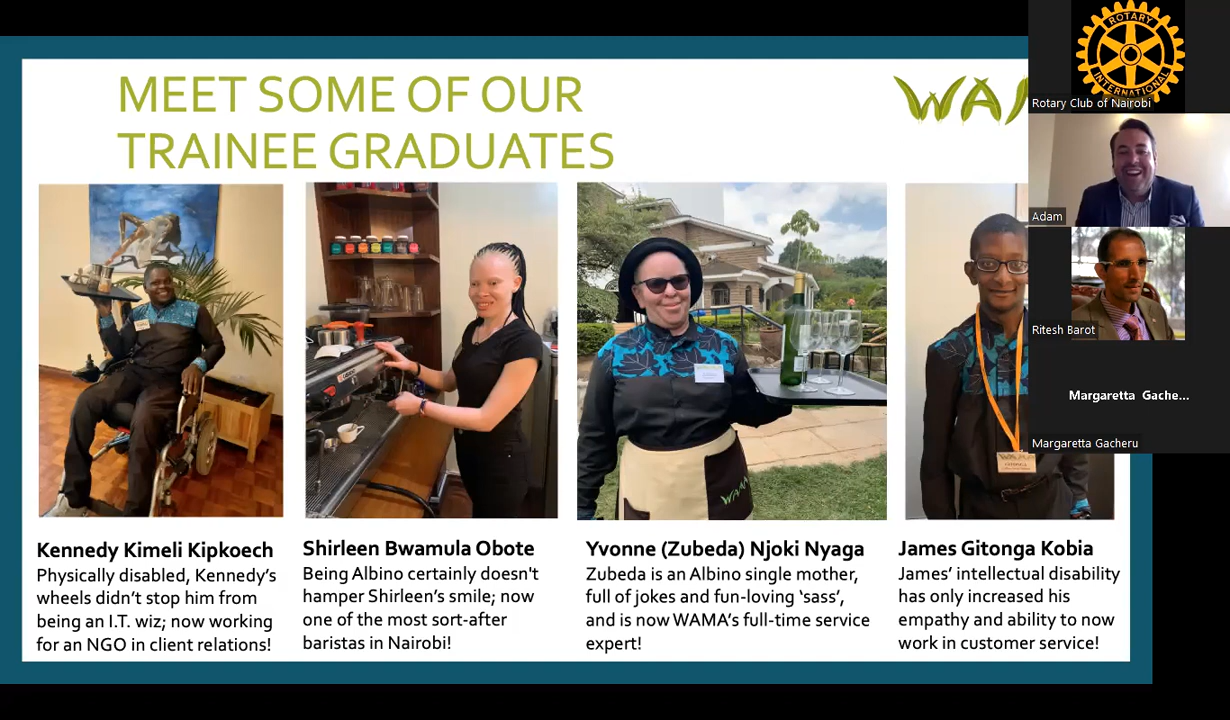 MEET SOME OF OUR
TRAINEE GRADUATES
Kennedy Kimeli Kipkoech
Physically disabled, Kennedy's
wheels didn't stop him from
being an I.T. wiz; now working
for an NGO in client relations!
Shirleen Bwamula Obote
Being Albino certainly doesn't
hamper Shirleen's smile; now
one of the most sort-after
baristas in Nairobi!
Yvonne (Zubeda) Njoki Nyaga
Zubeda is an Albino single mother,
full of jokes and fun-loving 'sass',
and is now WAMA's full-time service
expert!
James Gitonga Kobia
James' intellectual disability
has only increased his
empathy and ability to now
work in customer service!
ROTARY
INTERNATIONAL
Rotary Club of Nairobi
Adam
Ritesh Barot
Margaretta Gache...
Margaretta Gacheru